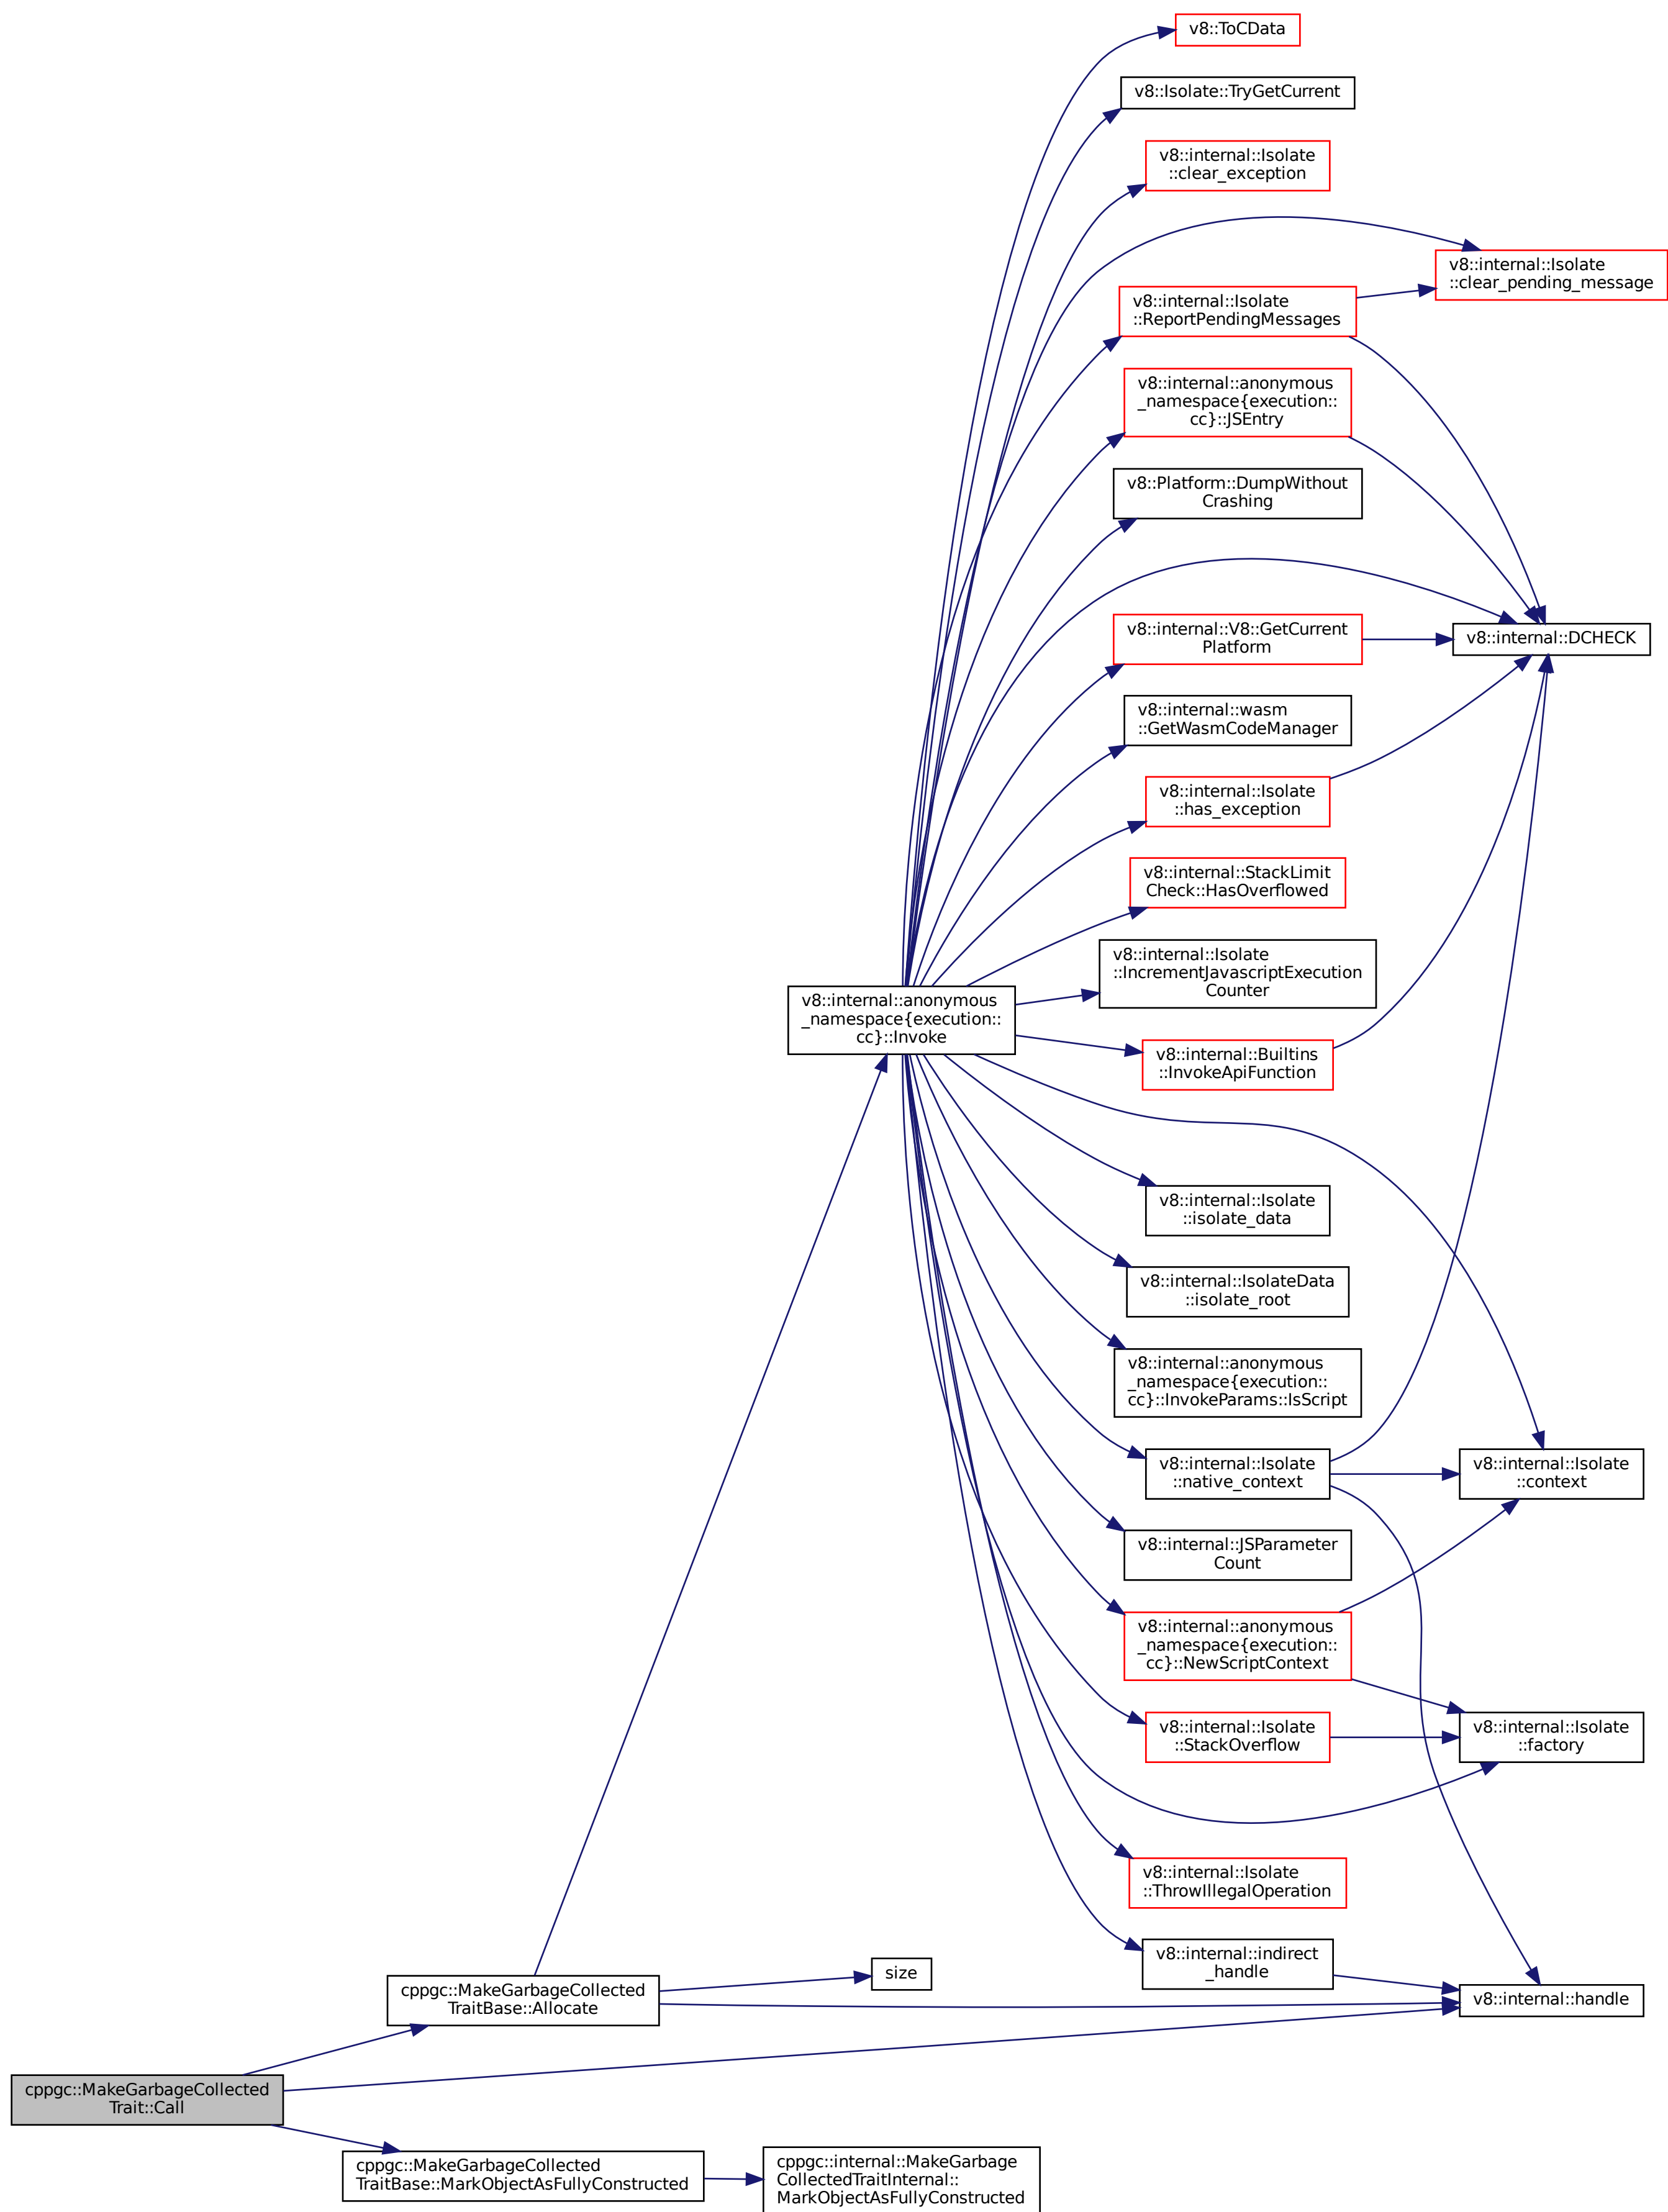 v8::ToCData
v8::Isolate::TryGetCurrent
v8::internal::Isolate
::clear_exception
v8::internal::Isolate
::clear_pending_message
v8::internal::Isolate
::ReportPendingMessages
v8::internal::anonymous
_namespace{execution::
cc}::JSEntry
v8::Platform::DumpWithout
Crashing
v8::internal::V8::GetCurrent
Platform
v8::internal::DCHECK
v8::internal::wasm
::GetWasmCodeManager
v8::internal::Isolate
::has_exception
v8::internal::StackLimit
Check::HasOverflowed
v8::internal::Isolate
::IncrementJavascriptExecution
Counter
v8::internal::anonymous
_namespace{execution::
cc}::Invoke
v8::internal::Builtins
::InvokeApiFunction
v8::internal::Isolate
::isolate_data
v8::internal::IsolateData
::isolate_root
v8::internal::anonymous
_namespace{execution::
cc}::InvokeParams::IsScript
v8::internal::Isolate
::native_context
v8::internal::Isolate
::context
v8::internal::JSParameter
Count
v8::internal::anonymous
_namespace{execution::
cc}::NewScriptContext
v8::internal::Isolate
::StackOverflow
v8::internal::Isolate
::factory
v8::internal::Isolate
::ThrowIllegalOperation
v8::internal::indirect
_handle
size
cppgc::MakeGarbageCollected
TraitBase::Allocate
v8::internal::handle
cppgc::MakeGarbageCollected
Trait::Call
cppgc::MakeGarbageCollected
TraitBase::MarkObjectAsFullyConstructed
cppgc::internal::MakeGarbage
CollectedTraitInternal::
MarkObjectAsFullyConstructed